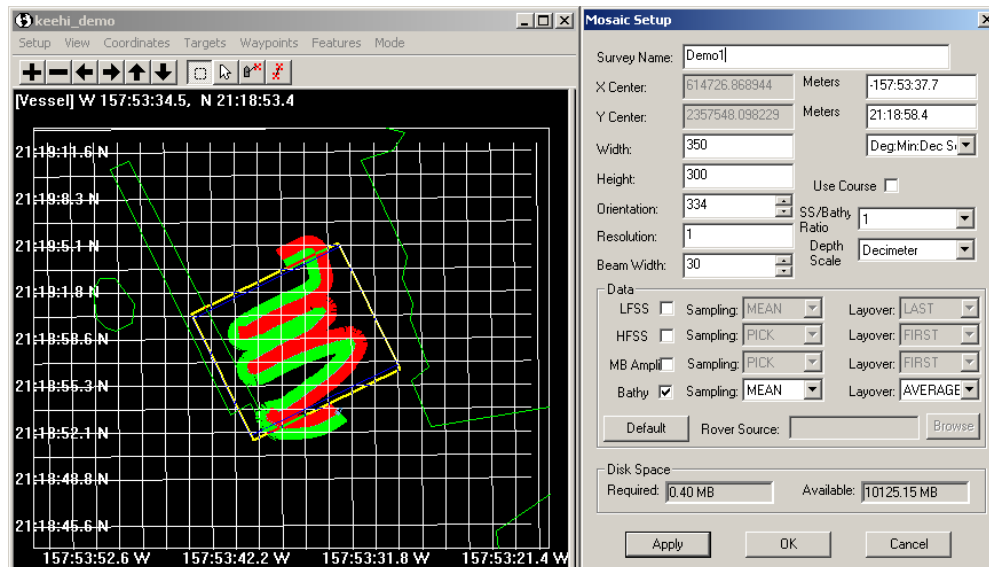 keehi_demo
Setup View Coordinates Targets Waypoints Features Mode
[Vessel] W 157:53:34.5, N 21:18:53.4
21:19:11.6 N
21:19:8.3 N
21:19:5.1 N
21:19:1.8 N
21:18:58.6 N
21:18:55.3 N
21:18:52.1 N
21:18:48.8 N
21:18:45.6 N
157:53:52.6 W 157:53:42.2 W 157:53:31.8 W 157:53:21.4 W
Mosaic Setup
Survey Name: Demo1
X Center: 614726.868944 Meters -157:53:37.7
Y Center: 2357548.098229 Meters 21:18:58.4
Width: 350 Deg:Min:Dec S
Height: 300 Use Course
Orientation: 334 SS/Bathy Ratio 1
Resolution: 1 Depth Scale Decimeter
Beam Width: 30
Data
LFSS Sampling: MEAN Layover: LAST
HFSS Sampling: PICK Layover: FIRST
MB Ampli Sampling: PICK Layover: FIRST
Bathy Sampling: MEAN Layover: AVERAGE
Default Rover Source: Browse
Disk Space
Required: 0.40 MB Available: 10125.15 MB
Apply OK Cancel